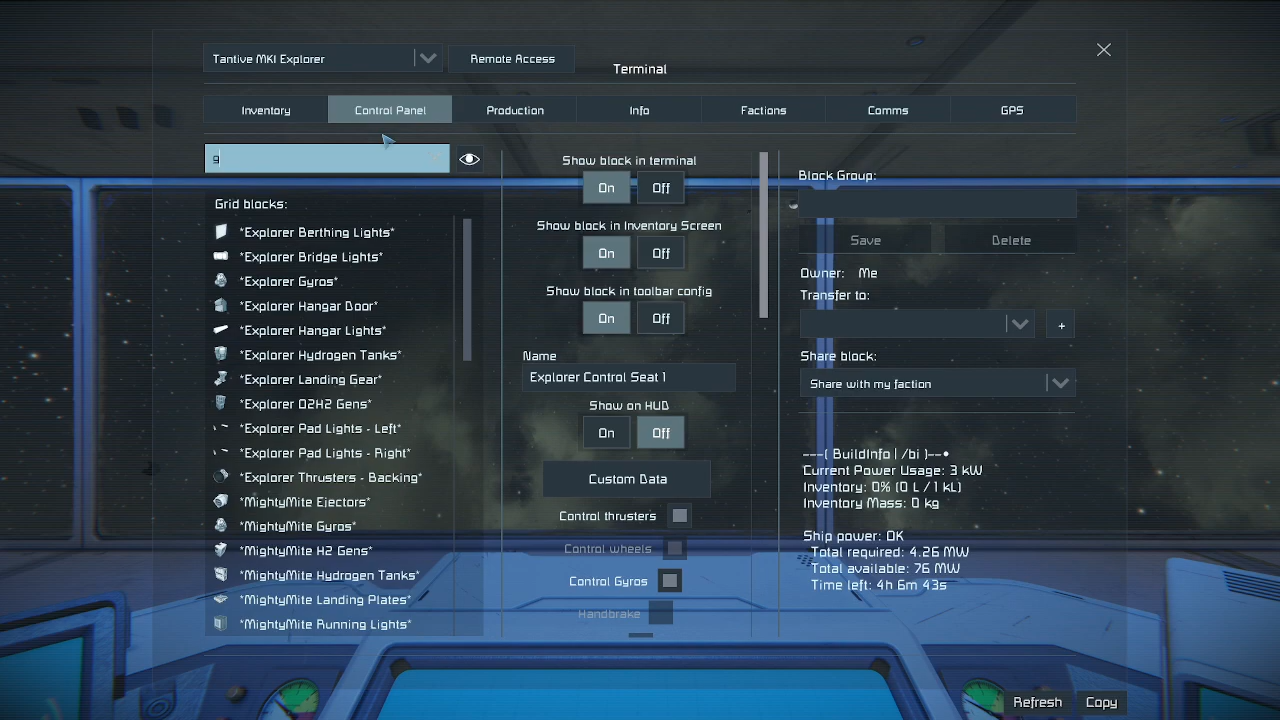 Tantive MK1 Explorer
Remote Access
Terminal
Inventory
Control Panel
Production
Info
Factions
Comms
GPS
g
Grid blocks:
*Explorer Berthing Lights*
*Explorer Bridge Lights*
*Explorer Gyros*
*Explorer Hangar Door*
*Explorer Hangar Lights*
*Explorer Hydrogen Tanks*
*Explorer Landing Gear*
*Explorer O2H2 Gens*
*Explorer Pad Lights - Left*
*Explorer Pad Lights - Right*
*Explorer Thrusters - Backing*
*MightyMite Ejectors*
*MightyMite Gyros*
*MightyMite H2 Gens*
*MightyMite Hydrogen Tanks*
*MightyMite Landing Plates*
*MightyMite Running Lights*
Show block in terminal
On Off
Show block in Inventory Screen
On Off
Show block in toolbar config
On Off
Name
Explorer Control Seat 1
Show on HUD
On Off
Custom Data
Control thrusters
Control wheels
Control Gyros
Handbrake
Block Group:
Save
Delete
Owner: Me
Transfer to:
+
Share block:
Share with my faction
---( BuildInfo | /bi )--•
Current Power Usage: 3 kW
Inventory: 0% (0 L / 1 kL)
Inventory Mass: 0 kg
Ship power: OK
Total required: 4.26 MW
Total available: 76 MW
Time left: 4h 6m 43s
Refresh
Copy